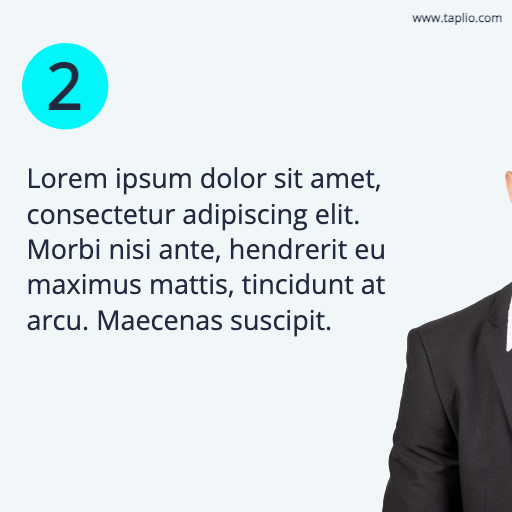 www.taplio.com
2
Lorem ipsum dolor sit amet,
consectetur adipiscing elit.
Morbi nisi ante, hendrerit eu
maximus mattis, tincidunt at
arcu. Maecenas suscipit.